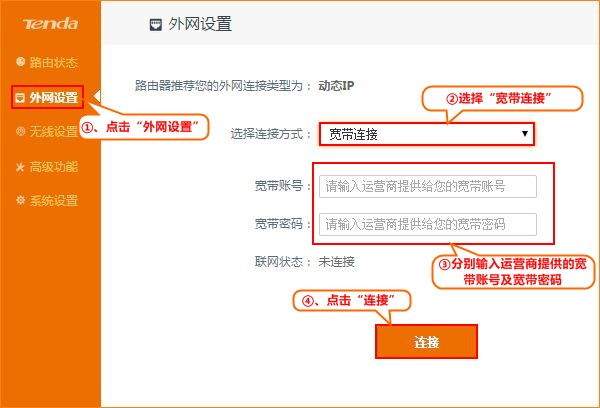 Tenda
外网设置
路由状态
外网设置
无线设置
高级功能
系统设置
①、点击“外网设置”
路由器推荐您的外网连接类型为： 动态IP
②选择“宽带连接”
选择连接方式： 宽带连接
宽带账号： 请输入运营商提供给您的宽带账号
宽带密码： 请输入运营商提供给您的宽带密码
联网状态： 未连接
③分别输入运营商提供的宽
带账号及宽带密码
④、点击“连接”
连接